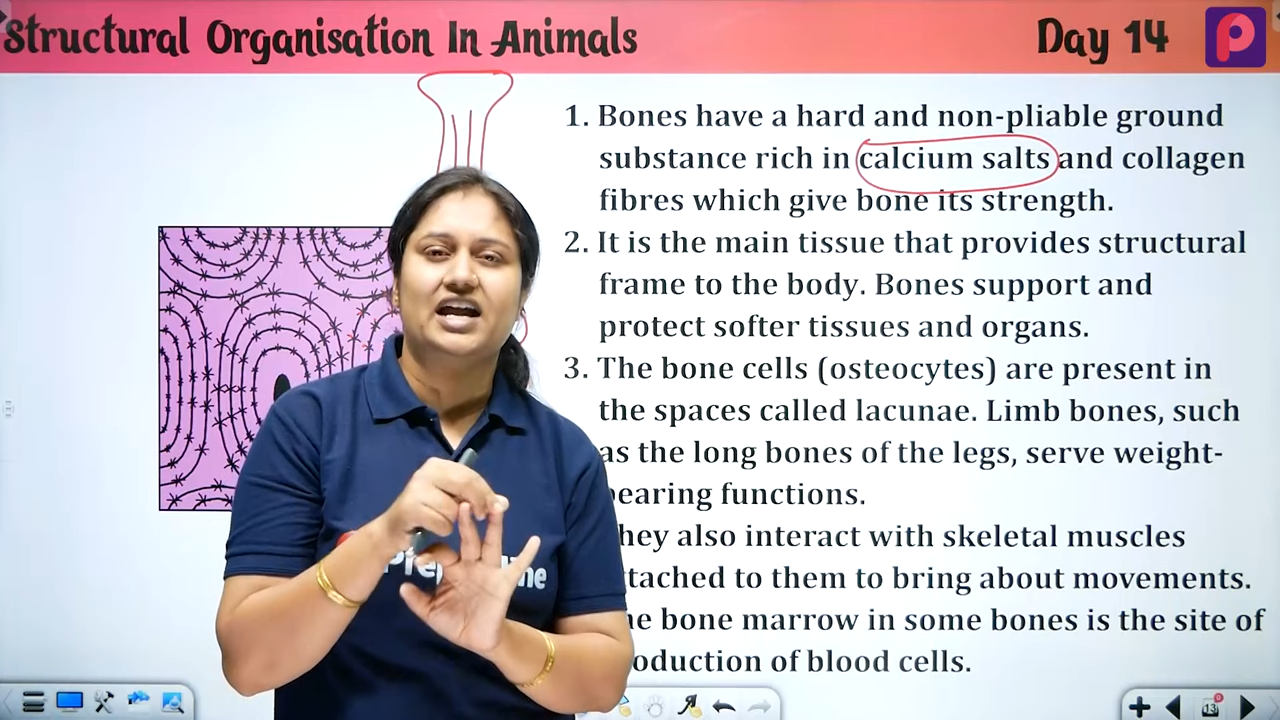 Structural Organisation In Animals
Day 14
1. Bones have a hard and non-pliable ground
substance rich in calcium salts and collagen
fibres which give bone its strength.
2. It is the main tissue that provides structural
frame to the body. Bones support and
protect softer tissues and organs.
3. The bone cells (osteocytes) are present in
the spaces called lacunae. Limb bones, such
as the long bones of the legs, serve weight-
bearing functions.
hey also interact with skeletal muscles
ttached to them to bring about movements.
he bone marrow in some bones is the site of
oduction of blood cells.
13